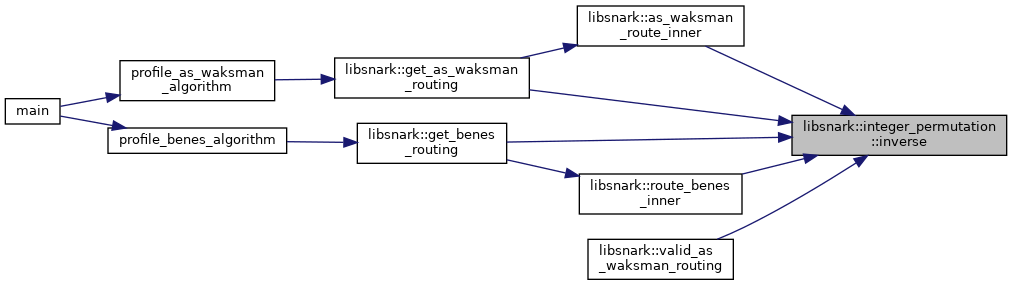 main
profile_as_waksman
_algorithm
profile_benes_algorithm
libsnark::get_as_waksman
_routing
libsnark::get_benes
_routing
libsnark::as_waksman
_route_inner
libsnark::route_benes
_inner
libsnark::valid_as
_waksman_routing
libsnark::integer_permutation
::inverse